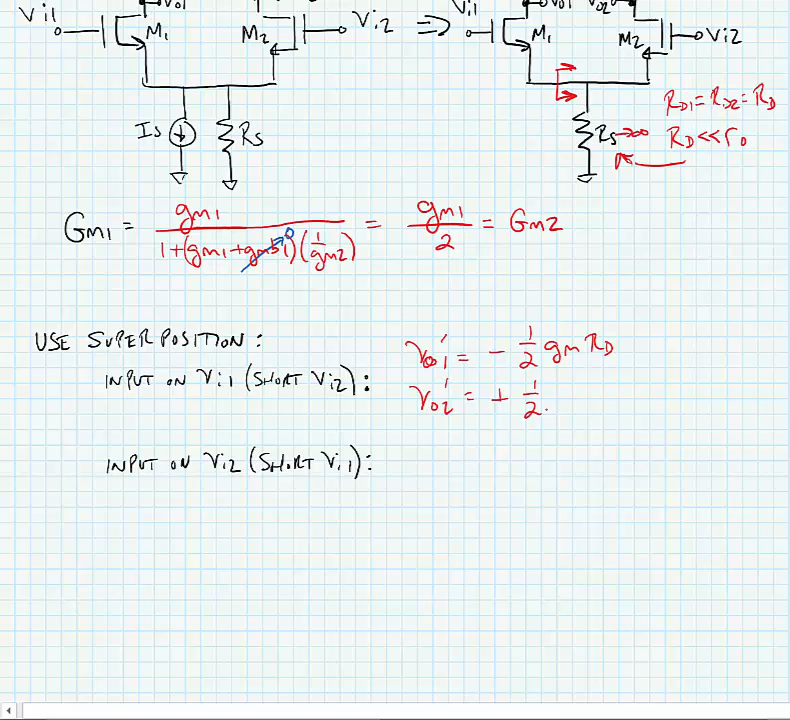 Vi1 Vo1 M1 M2 Vi2 ⇒ Vi1 Vo1 Vo2 M1 M2 Vi2
RD1 = RD2 = RD
Is Rs Rs→∞ RD << ro
Gm1 = gm1 / 1+(gm1+gmb1)(1/gm2) = gm1/2 = Gm2
0
USE SUPERPOSITION:
vo1' = - 1/2 gm RD
INPUT ON Vi1 (SHORT Vi2):
vo2' = + 1/2
INPUT ON Vi2 (SHORT Vi1):